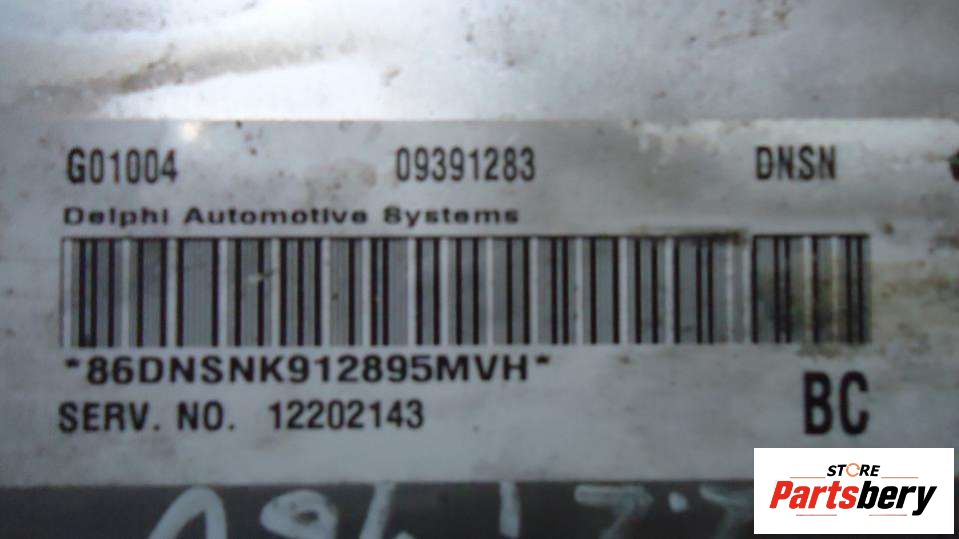 G01004 09391283 DNSN
Delphi Automotive Systems
*86DNSNK912895MVH*
SERV. NO. 12202143
BC
STORE
Partsbery